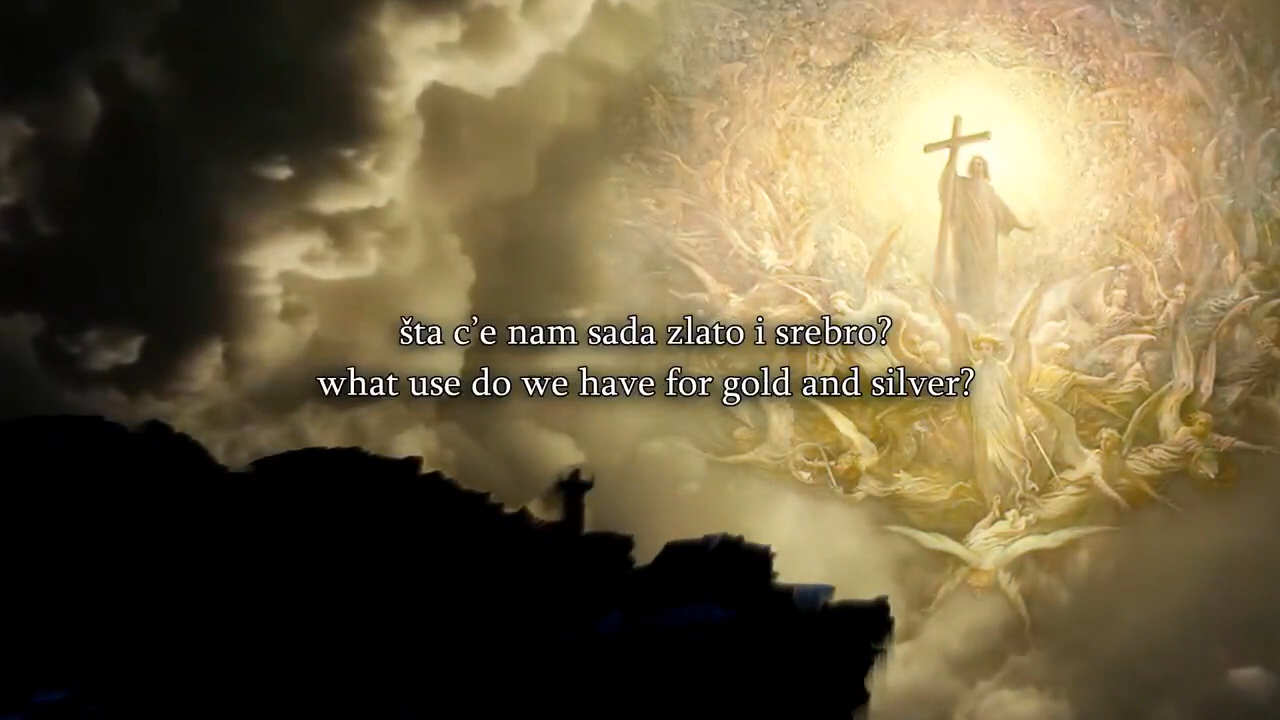 šta c’e nam sada zlato i srebro?
what use do we have for gold and silver?